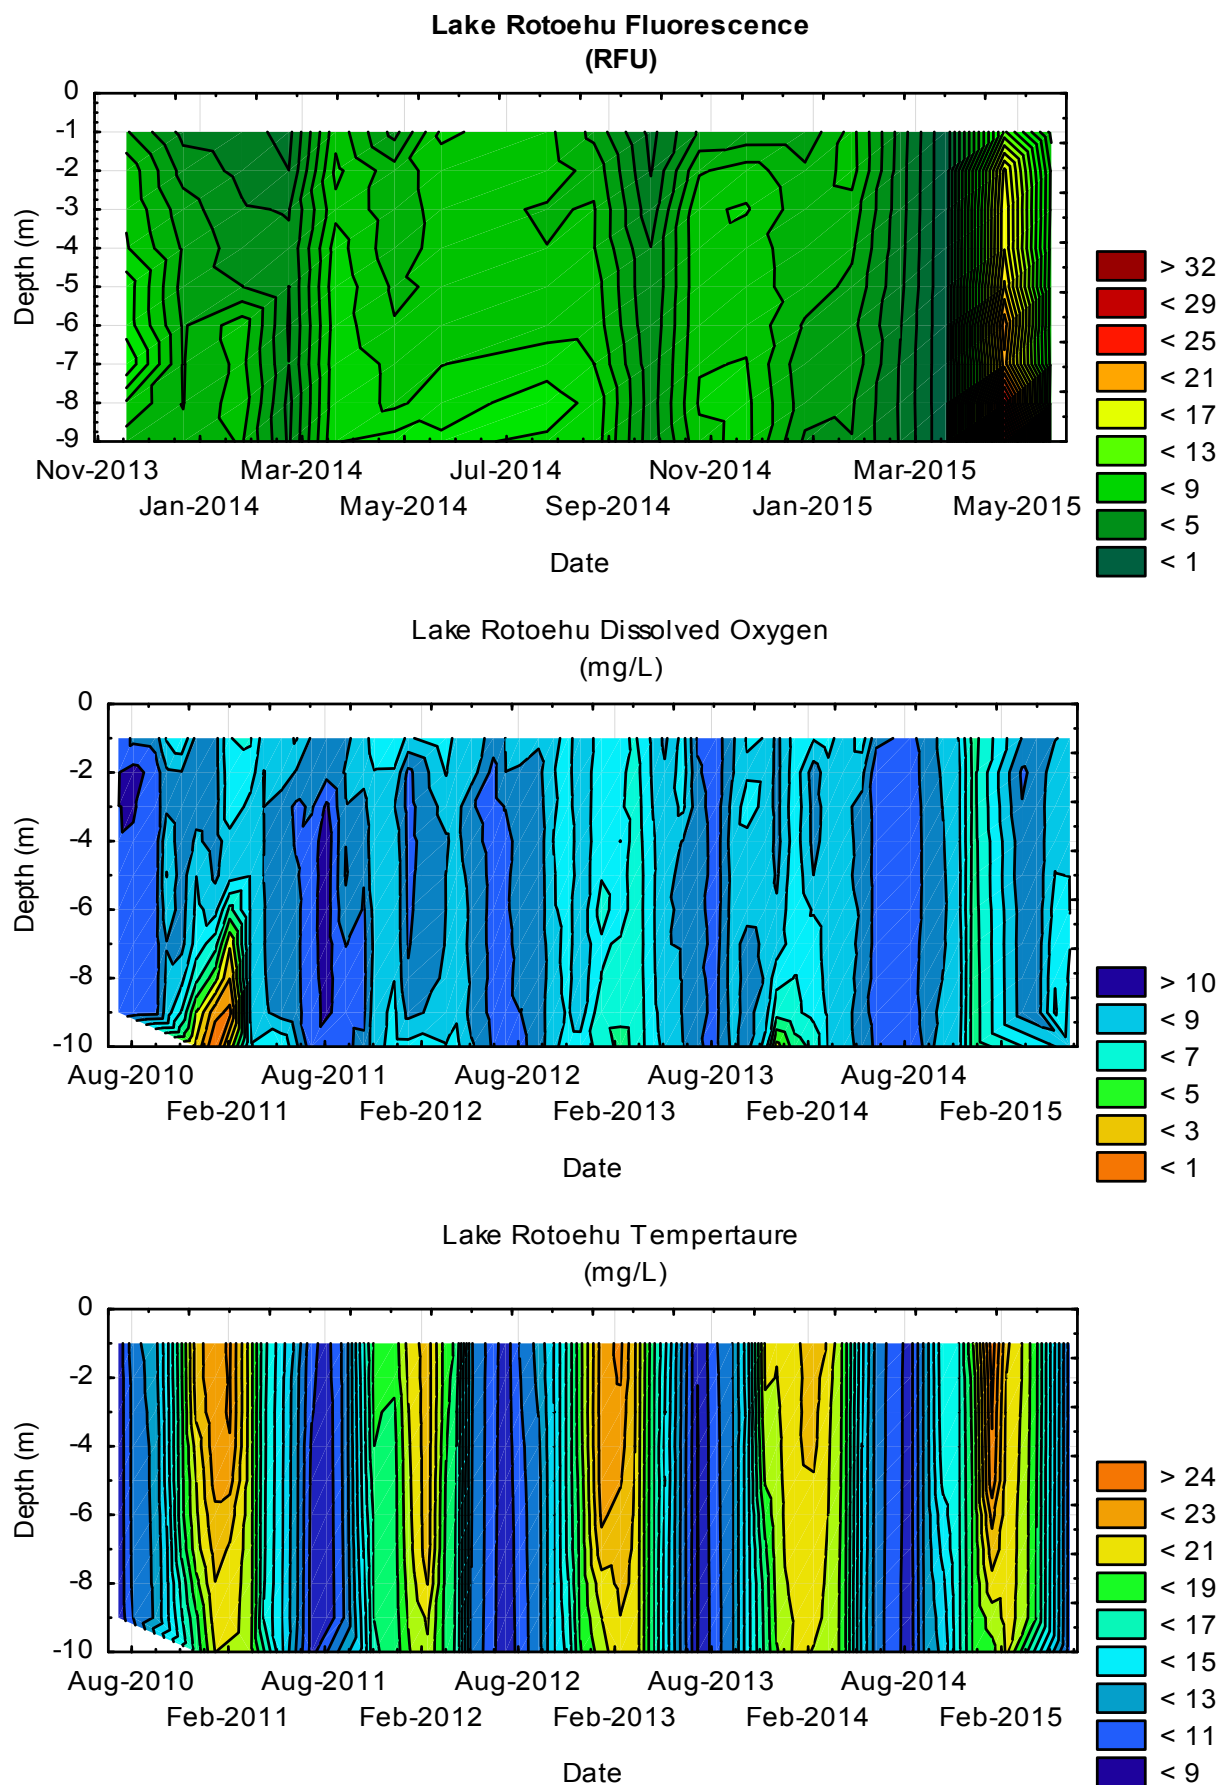 Lake Rotoehu Fluorescence
(RFU)
0
-1
-2
-3
-4
-5
-6
-7
-8
-9
Depth (m)
Nov-2013 Mar-2014 Jul-2014 Nov-2014 Mar-2015
Jan-2014 May-2014 Sep-2014 Jan-2015 May-2015
Date
> 32
< 29
< 25
< 21
< 17
< 13
< 9
< 5
< 1
Lake Rotoehu Dissolved Oxygen
(mg/L)
0
-2
-4
-6
-8
-10
Depth (m)
Aug-2010 Aug-2011 Aug-2012 Aug-2013 Aug-2014
Feb-2011 Feb-2012 Feb-2013 Feb-2014 Feb-2015
Date
> 10
< 9
< 7
< 5
< 3
< 1
Lake Rotoehu Tempertaure
(mg/L)
0
-2
-4
-6
-8
-10
Depth (m)
Aug-2010 Aug-2011 Aug-2012 Aug-2013 Aug-2014
Feb-2011 Feb-2012 Feb-2013 Feb-2014 Feb-2015
Date
> 24
< 23
< 21
< 19
< 17
< 15
< 13
< 11
< 9